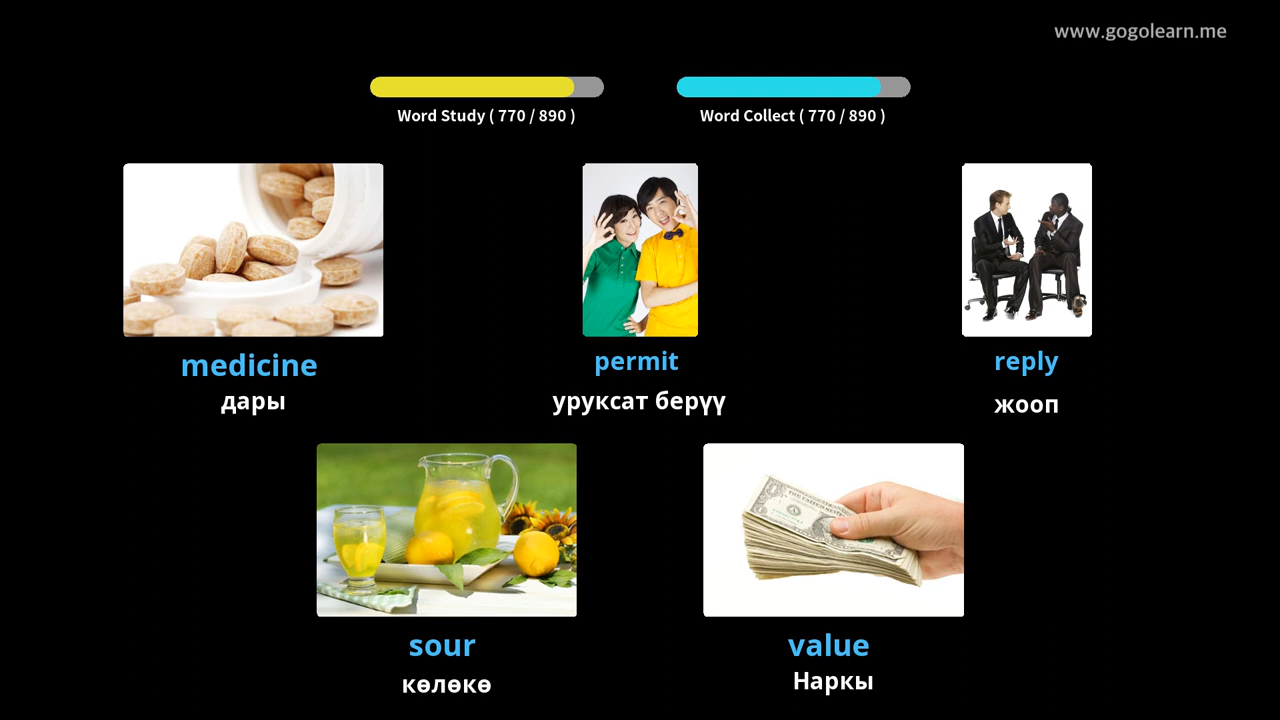 www.gogolearn.me
Word Study ( 770 / 890 )
Word Collect ( 770 / 890 )
medicine
дары
permit
уруксат берүү
reply
жооп
sour
көлөкө
value
Наркы